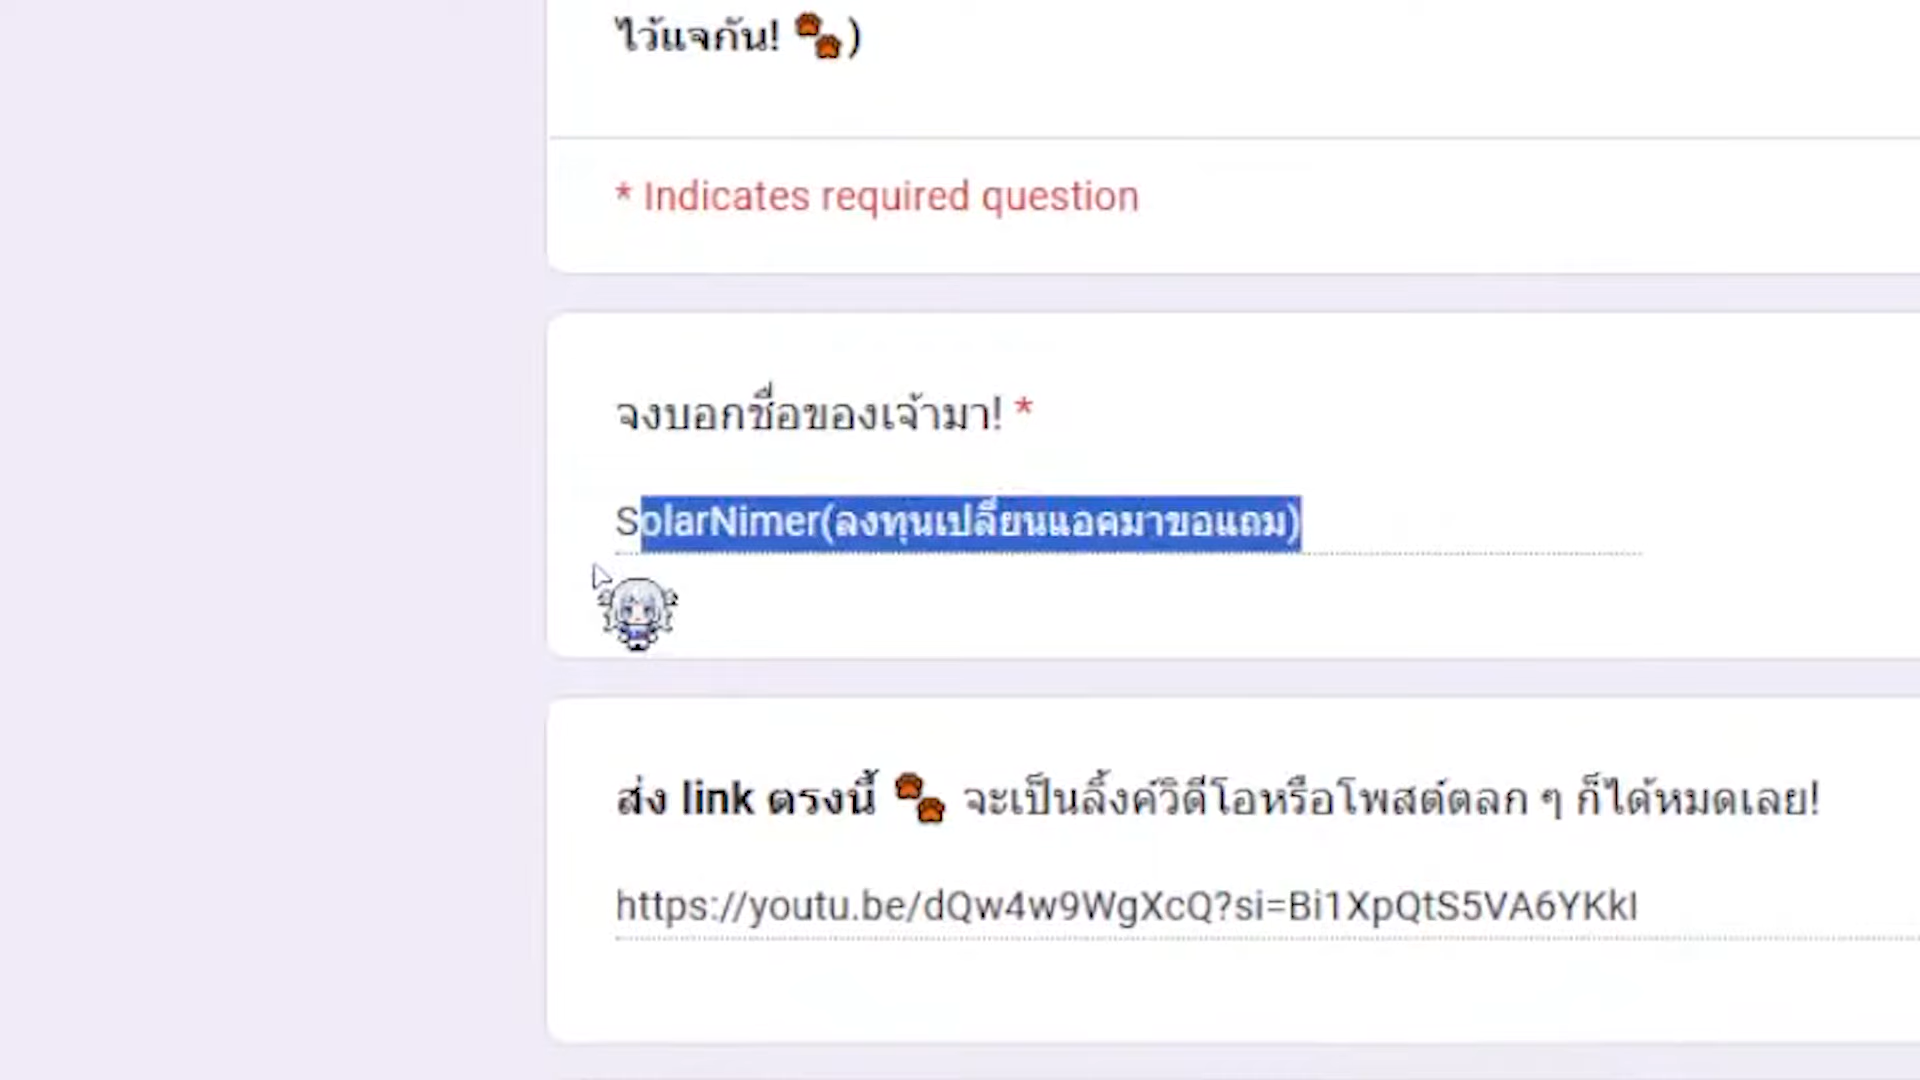 ไว้แจกัน! 🐾)
* Indicates required question
จงบอกชื่อของเจ้ามา! *
SolarNimer(ลงทุนเปลี่ยนแอคมาขอแถม)
ส่ง link ตรงนี้ 🐾 จะเป็นลิ้งค์วิดีโอหรือโพสต์ตลก ๆ ก็ได้หมดเลย!
https://youtu.be/dQw4w9WgXcQ?si=Bi1XpQtS5VA6YKkI